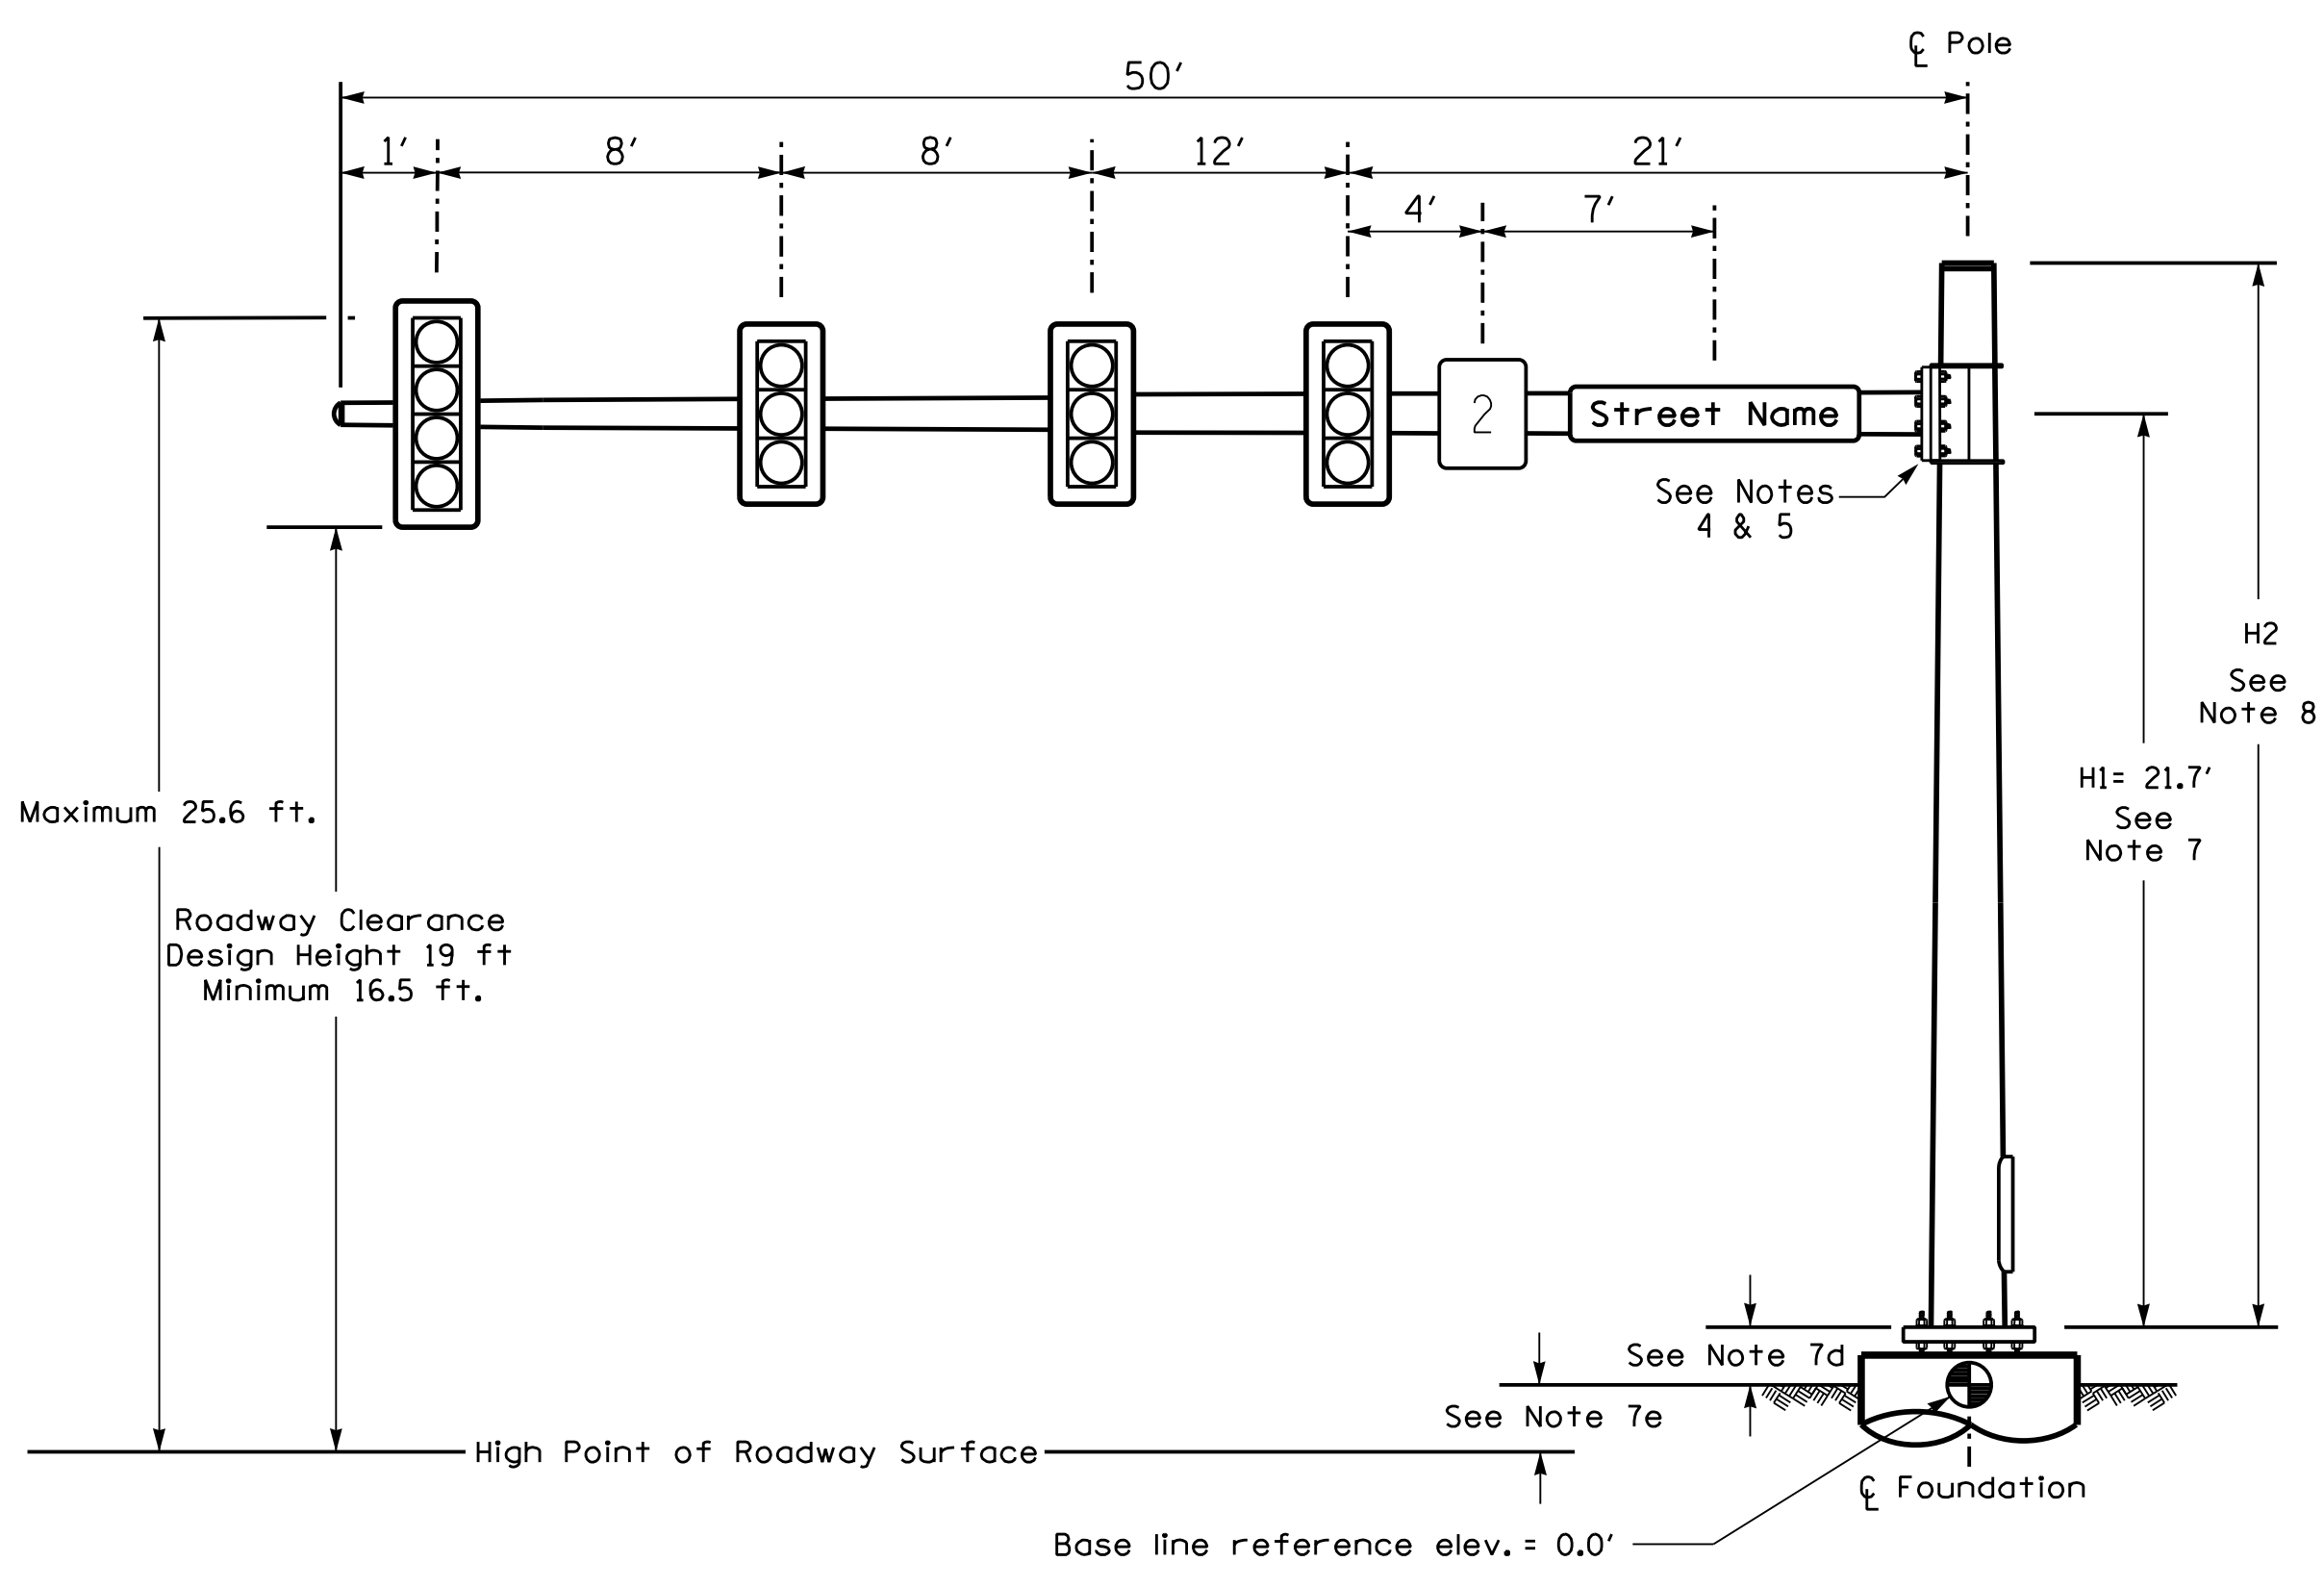 ℄ Pole
50'
1'
8'
8'
12'
21'
4'
7'
2
Street Name
See Notes
4 & 5
H2
See
Note 8
H1= 21.7'
See
Note 7
Maximum 25.6 ft.
Roadway Clearance
Design Height 19 ft
Minimum 16.5 ft.
See Note 7d
See Note 7e
High Point of Roadway Surface
℄ Foundation
Base line reference elev. = 0.0'